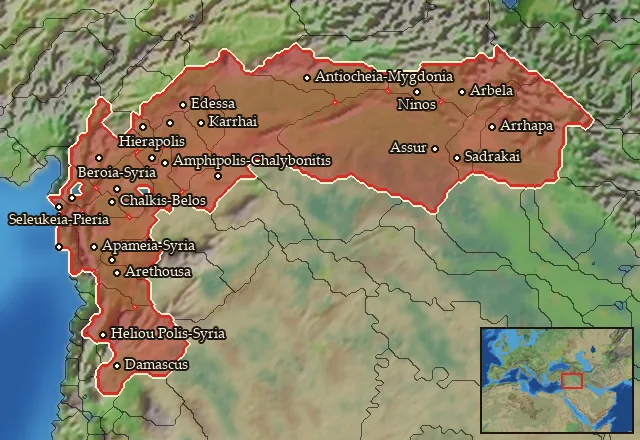 Antiocheia-Mygdonia
Ninos
Arbela
Edessa
Karrhai
Arrhapa
Hierapolis
Assur
Sadrakai
Amphipolis-Chalybonitis
Beroia-Syria
Chalkis-Belos
Seleukeia-Pieria
Apameia-Syria
Arethousa
Heliou Polis-Syria
Damascus